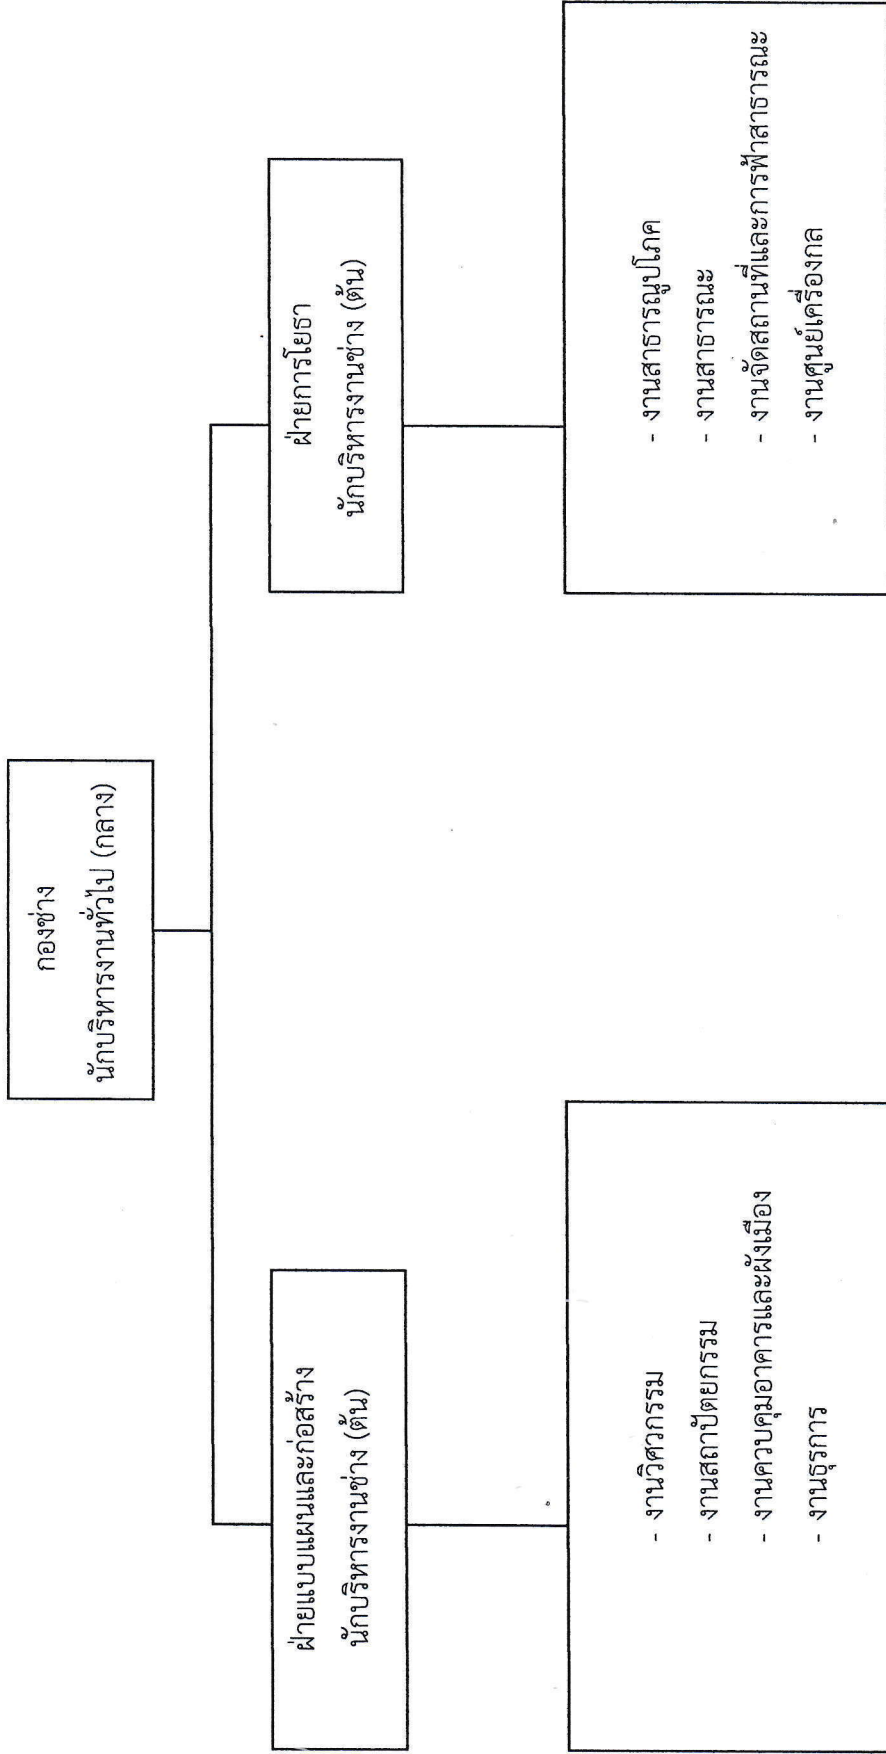 กองช่าง
นักบริหารงานทั่วไป (กลาง)
ฝ่ายแบบแผนและก่อสร้าง
นักบริหารงานช่าง (ต้น)
ฝ่ายการโยธา
นักบริหารงานช่าง (ต้น)
- งานวิศวกรรม
- งานสถาปัตยกรรม
- งานควบคุมอาคารและผังเมือง
- งานธุรการ
- งานสาธารณูปโภค
- งานสาธารณะ
- งานจัดสถานที่และการฟ้าสาธารณะ
- งานศูนย์เครื่องกล